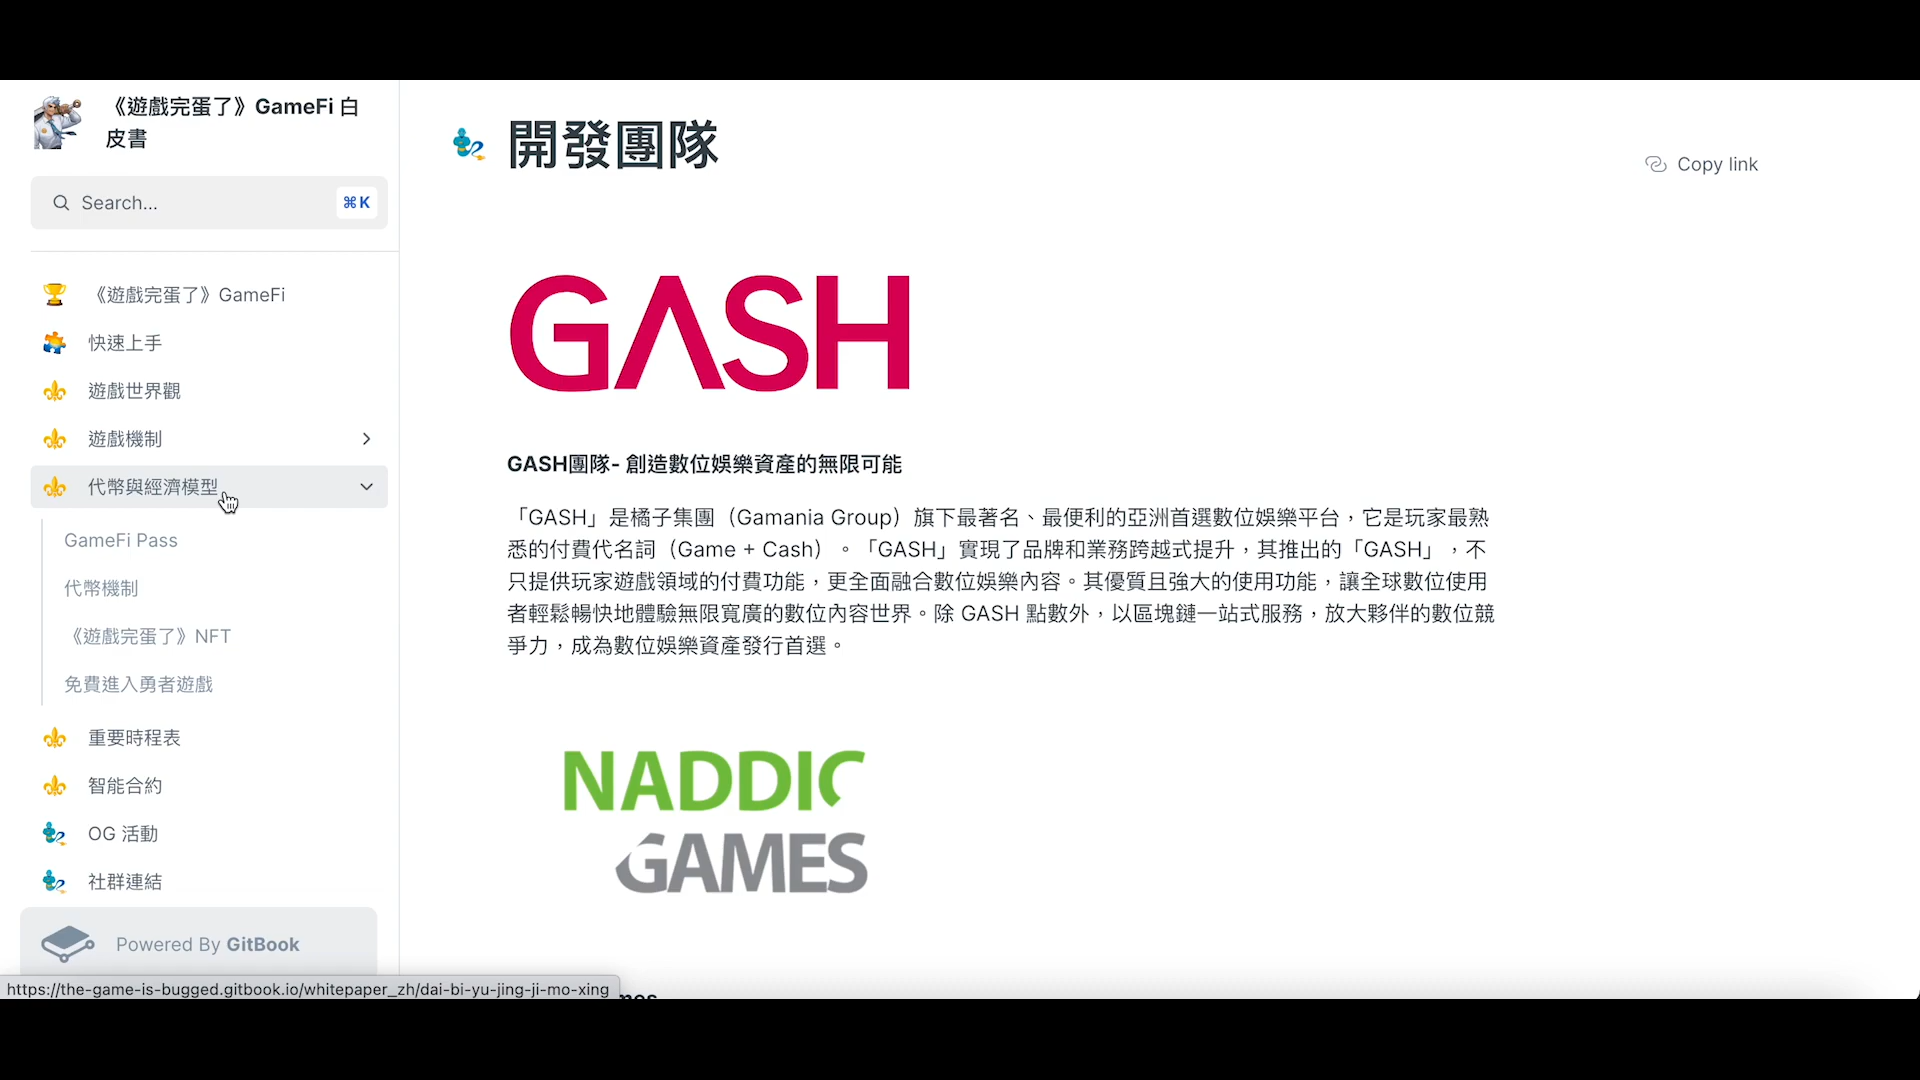 《遊戲完蛋了》GameFi 白
皮書
Search...
⌘K
《遊戲完蛋了》GameFi
快速上手
遊戲世界觀
遊戲機制
代幣與經濟模型
GameFi Pass
代幣機制
《遊戲完蛋了》NFT
免費進入勇者遊戲
重要時程表
智能合約
OG 活動
社群連結
Powered By GitBook
https://the-game-is-bugged.gitbook.io/whitepaper_zh/dai-bi-yu-jing-ji-mo-xing
開發團隊
Copy link
GASH
GASH團隊- 創造數位娛樂資產的無限可能
「GASH」是橘子集團（Gamania Group）旗下最著名、最便利的亞洲首選數位娛樂平台，它是玩家最熟
悉的付費代名詞（Game + Cash）。「GASH」實現了品牌和業務跨越式提升，其推出的「GASH」，不
只提供玩家遊戲領域的付費功能，更全面融合數位娛樂內容。其優質且強大的使用功能，讓全球數位使用
者輕鬆暢快地體驗無限寬廣的數位內容世界。除 GASH 點數外，以區塊鏈一站式服務，放大夥伴的數位競
爭力，成為數位娛樂資產發行首選。
NADDIC
GAMES